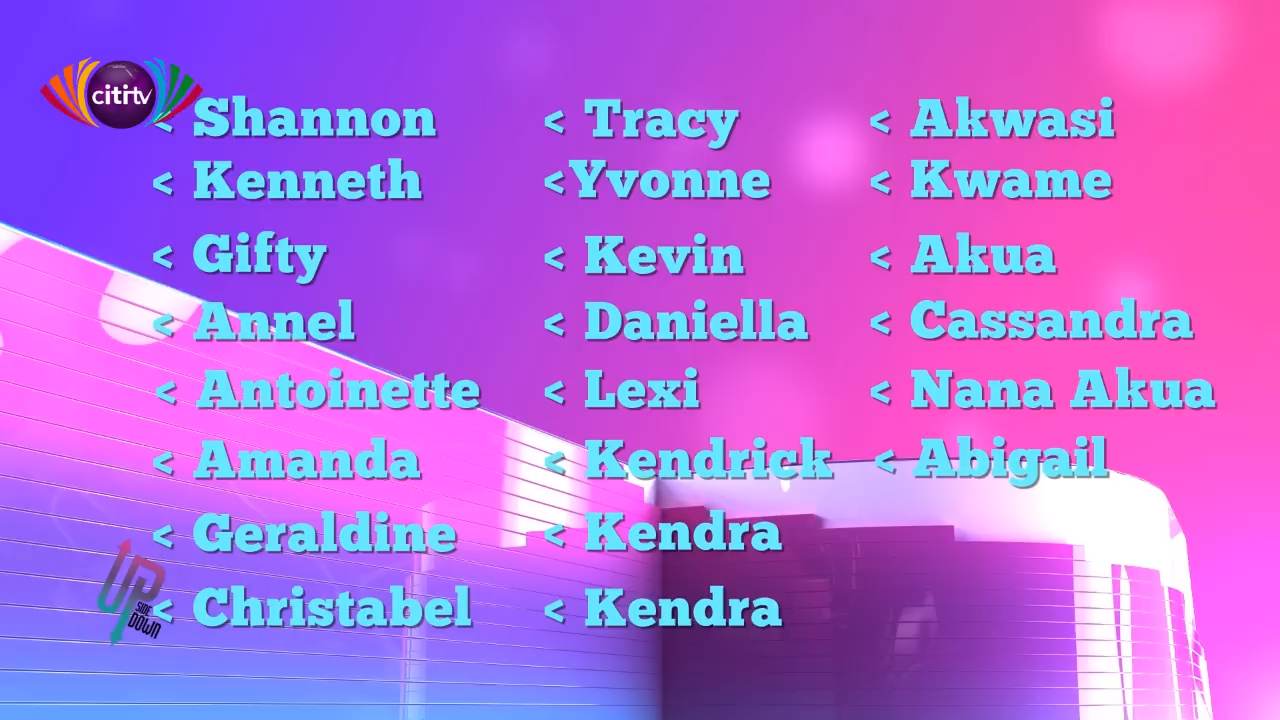 citi tv
< Shannon
< Kenneth
< Gifty
< Annel
< Antoinette
< Amanda
< Geraldine
< Christabel
< Tracy
<Yvonne
< Kevin
< Daniella
< Lexi
< Kendrick
< Kendra
< Kendra
< Akwasi
< Kwame
< Akua
< Cassandra
< Nana Akua
< Abigail
UP
SIDE
DOWN